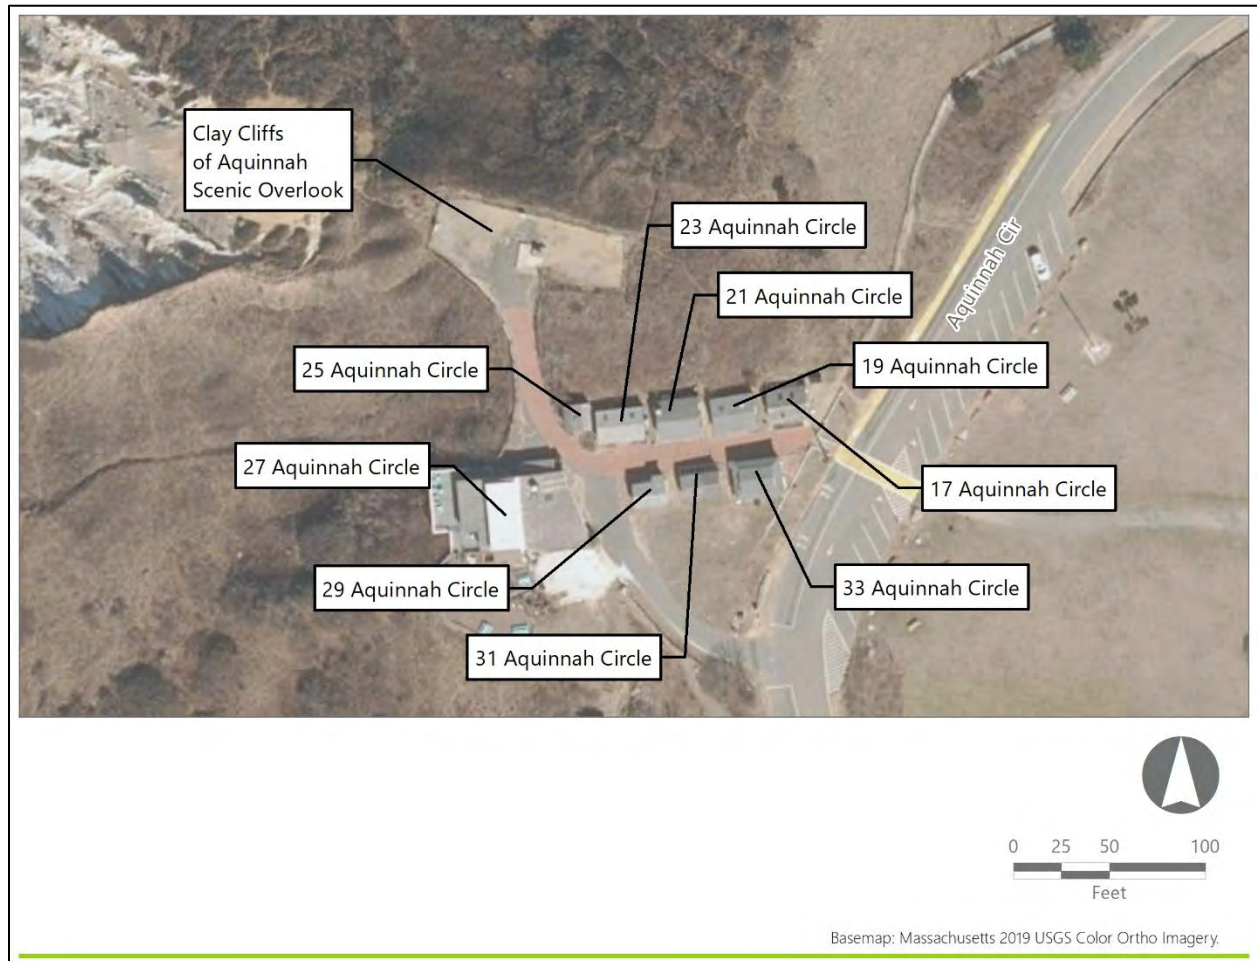 Clay Cliffs
of Aquinnah
Scenic Overlook
23 Aquinnah Circle
21 Aquinnah Circle
Aquinnah Cir
25 Aquinnah Circle
19 Aquinnah Circle
27 Aquinnah Circle
17 Aquinnah Circle
29 Aquinnah Circle
33 Aquinnah Circle
31 Aquinnah Circle
0 25 50 100
Feet
Basemap: Massachusetts 2019 USGS Color Ortho Imagery.